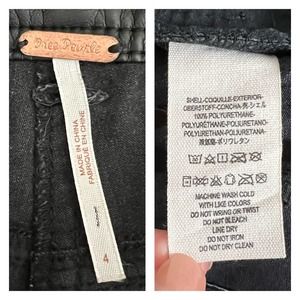 Free People
MADE IN CHINA
FABRIQUÉ EN CHINE
4
SHELL-COQUILLE-EXTERIOR-
OBERSTOFF-CONCHA-壳-シェル
100% POLYURETHANE-
POLYURÉTHANE-POLIURETANO-
POLYURETHAN-POLIURETANO-
聚氨酯-ポリウレタン
MACHINE WASH COLD
WITH LIKE COLORS
DO NOT WRING OR TWIST
DO NOT BLEACH
LINE DRY
DO NOT IRON
DO NOT DRY CLEAN